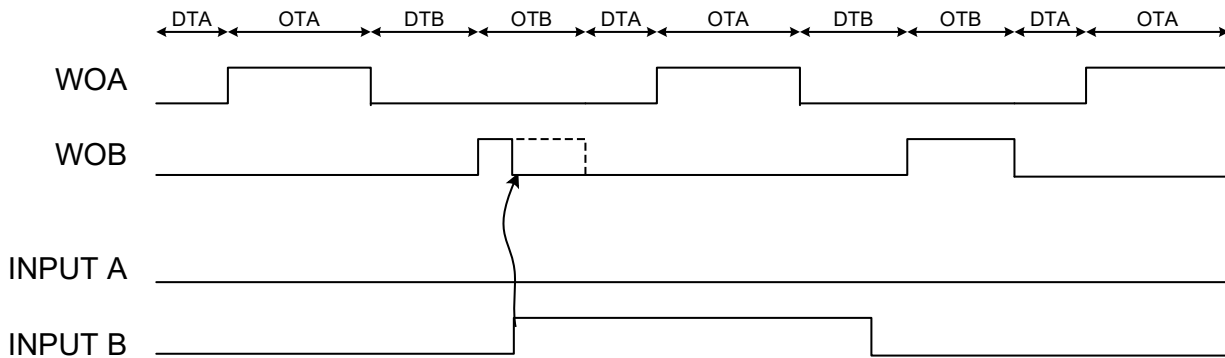 DTA OTA DTB OTB DTA OTA DTB OTB DTA OTA
WOA
WOB
INPUT A
INPUT B